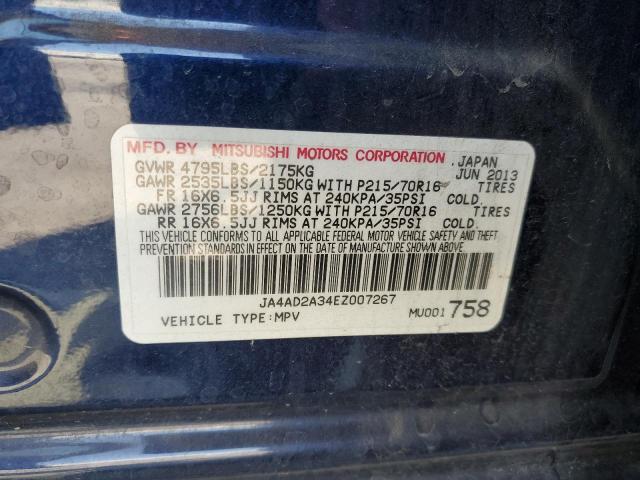 MFD. BY MITSUBISHI MOTORS CORPORATION JAPAN
GVWR 4795LBS/2175KG JUN 2013
GAWR 2535LBS/1150KG WITH P215/70R16 TIRES
FR 16X6.5JJ RIMS AT 240KPA/35PSI COLD.
GAWR 2756LBS/1250KG WITH P215/70R16 TIRES
RR 16X6.5JJ RIMS AT 240KPA/35PSI COLD.
THIS VEHICLE CONFORMS TO ALL APPLICABLE FEDERAL MOTOR VEHICLE SAFETY AND THEFT
PREVENTION STANDARDS IN EFFECT ON THE DATE OF MANUFACTURE SHOWN ABOVE.
JA4AD2A34EZ007267
VEHICLE TYPE:MPV MU001 758